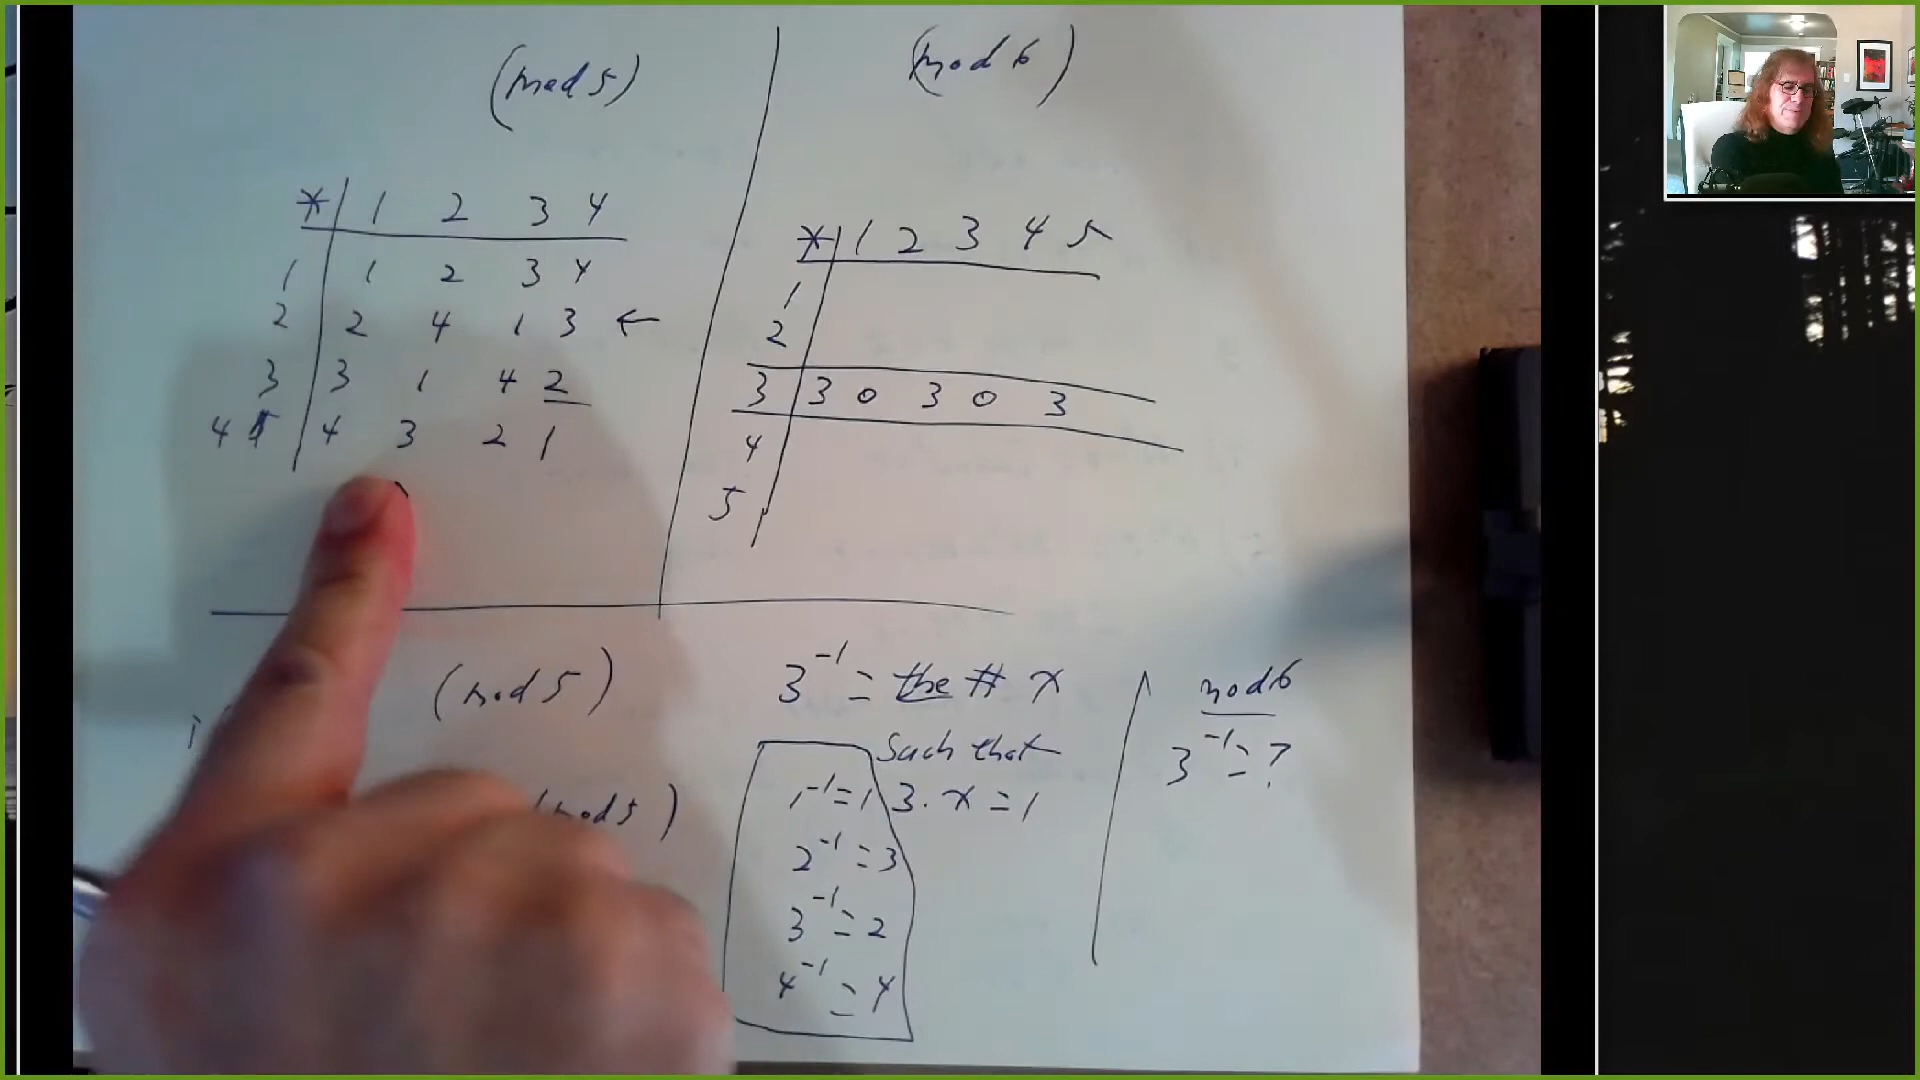 (mod 5)
* 1 2 3 4
1 1 2 3 4
2 2 4 1 3 ←
3 3 1 4 2
4 4 3 2 1
(mod 6)
* 1 2 3 4 5
1
2
3 3 0 3 0 3
4
5
(mod 5)
(mod 5)
3⁻¹ = the # x
such that
3 · x = 1
1⁻¹ = 1
2⁻¹ = 3
3⁻¹ = 2
4⁻¹ = 4
mod 6
3⁻¹ = ?